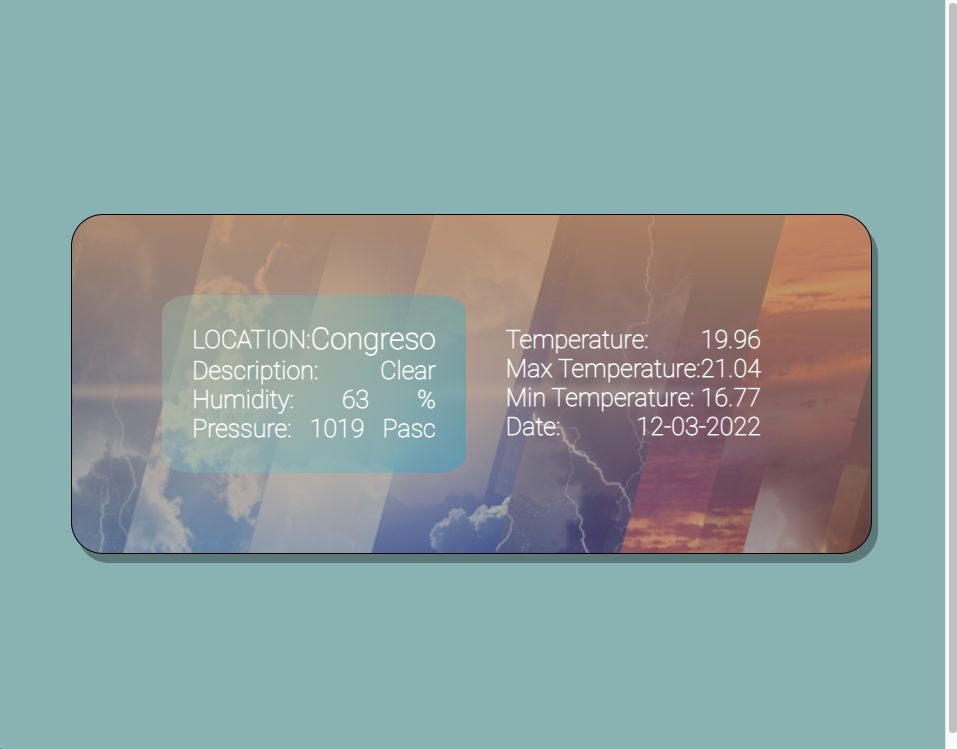 LOCATION:Congreso
Description: Clear
Humidity: 63 %
Pressure: 1019 Pasc
Temperature: 19.96
Max Temperature:21.04
Min Temperature: 16.77
Date: 12-03-2022